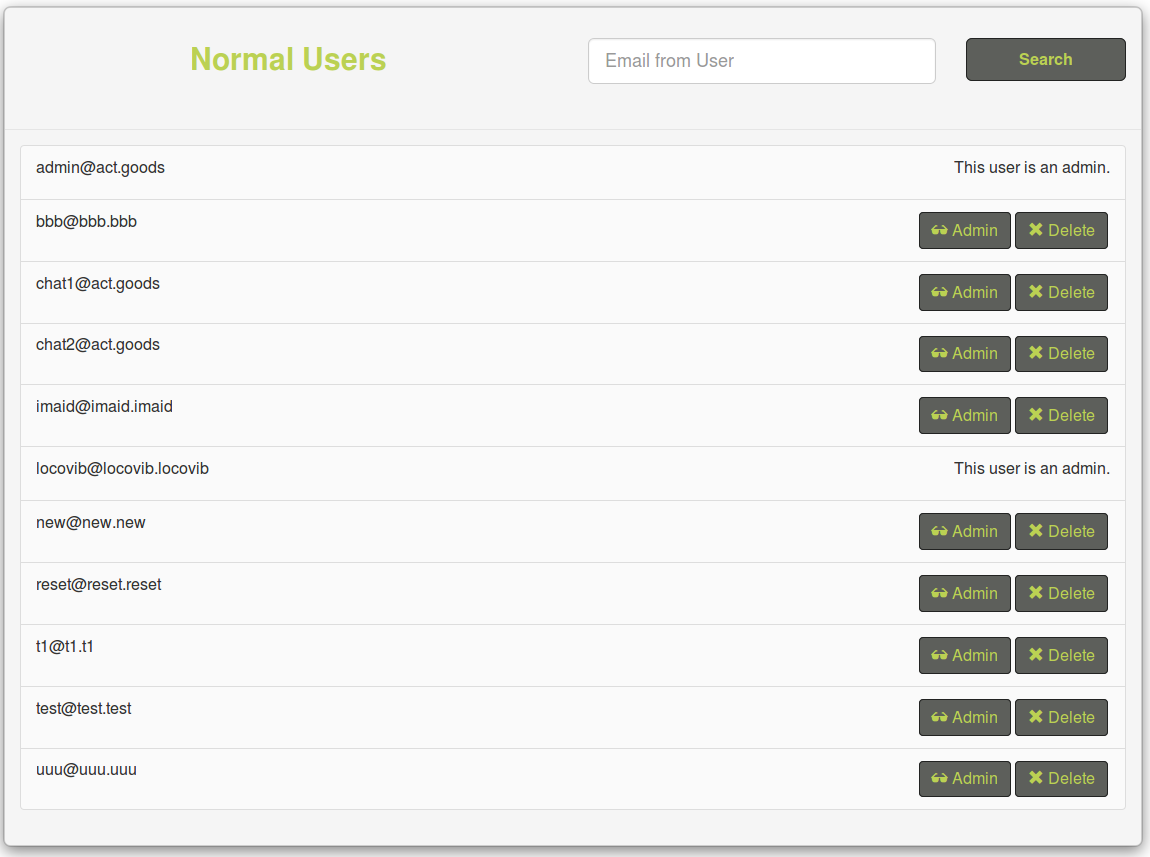 Normal Users
Email from User
Search
admin@act.goods This user is an admin.
bbb@bbb.bbb Admin Delete
chat1@act.goods Admin Delete
chat2@act.goods Admin Delete
imaid@imaid.imaid Admin Delete
locovib@locovib.locovib This user is an admin.
new@new.new Admin Delete
reset@reset.reset Admin Delete
t1@t1.t1 Admin Delete
test@test.test Admin Delete
uuu@uuu.uuu Admin Delete